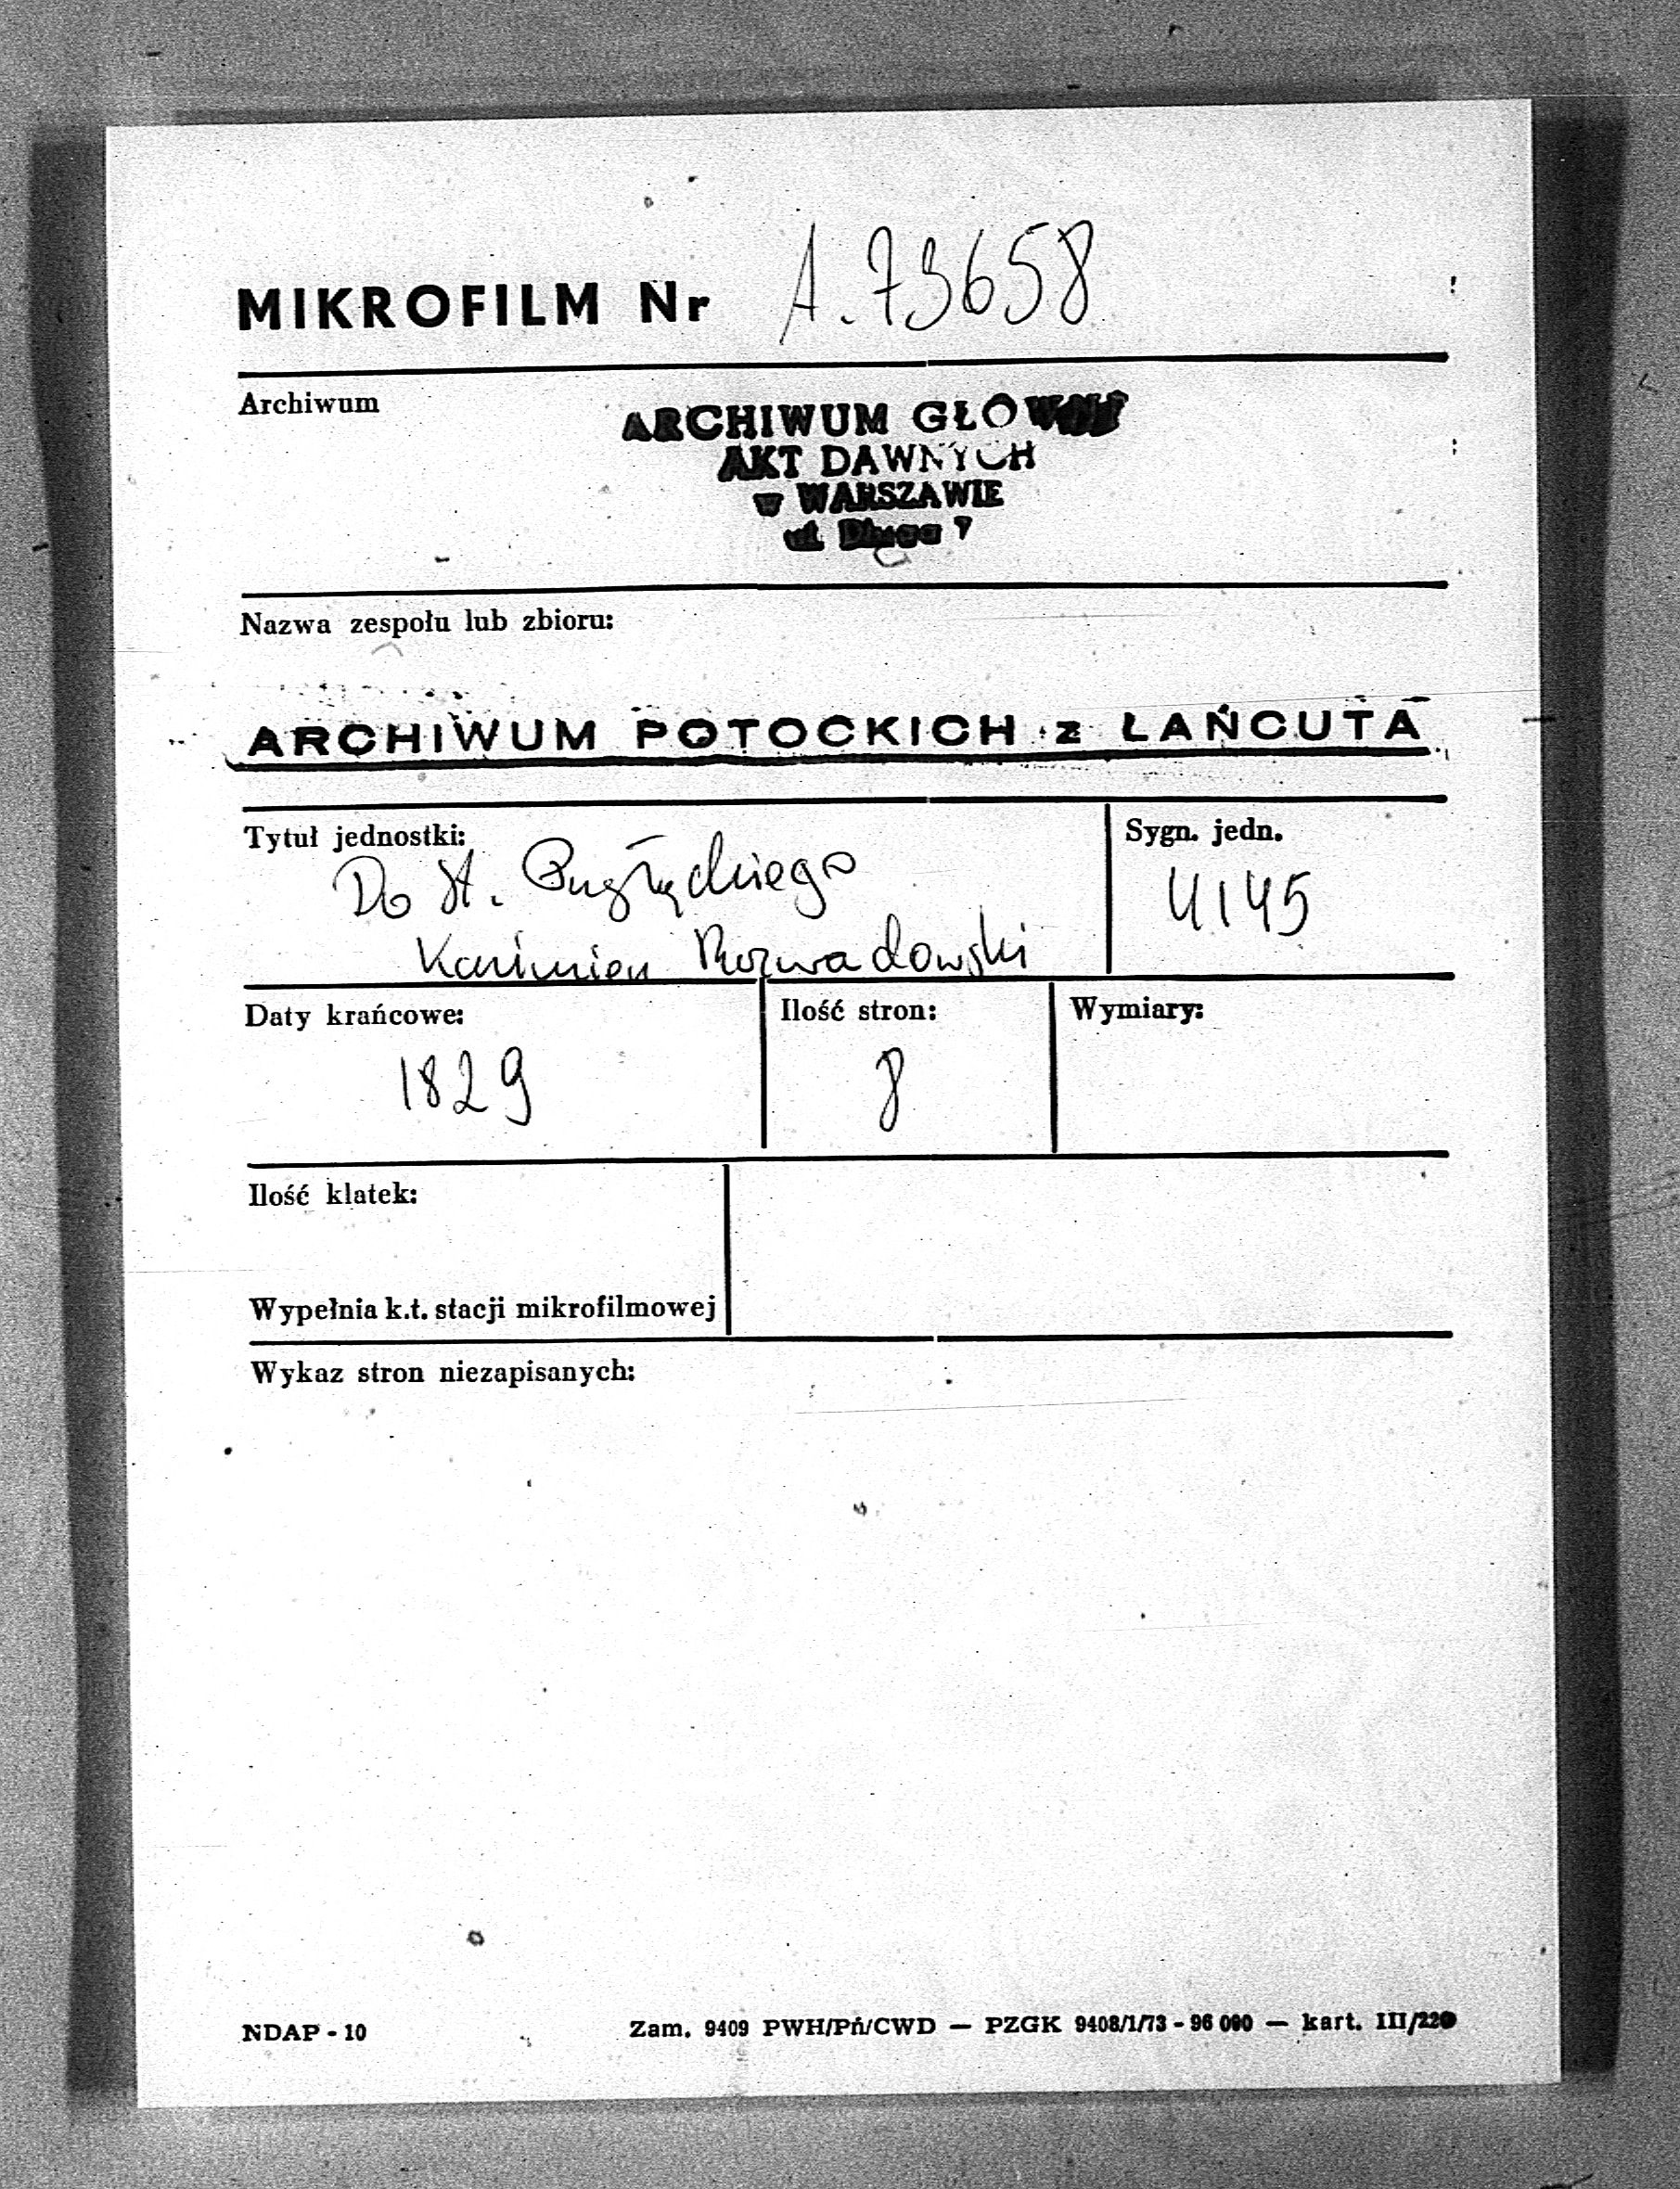 MIKROFILM Nr A.73658
Archiwum
ARCHIWUM GŁÓWNE
AKT DAWNYCH
w WARSZAWIE
ul. Długa 7
Nazwa zespołu lub zbioru:
ARCHIWUM POTOCKICH z ŁAŃCUTA
Tytuł jednostki:
Sygn. jedn.
Do St.
4145
Kazimierz Rozwadowski
Daty krańcowe:
Ilość stron:
Wymiary:
1829
8
Ilość klatek:
Wypełnia k.t. stacji mikrofilmowej
Wykaz stron niezapisanych:
NDAP - 10
Zam. 9409 PWH/Pń/CWD — PZGK 9408/1/73 - 96 000 — kart. III/220